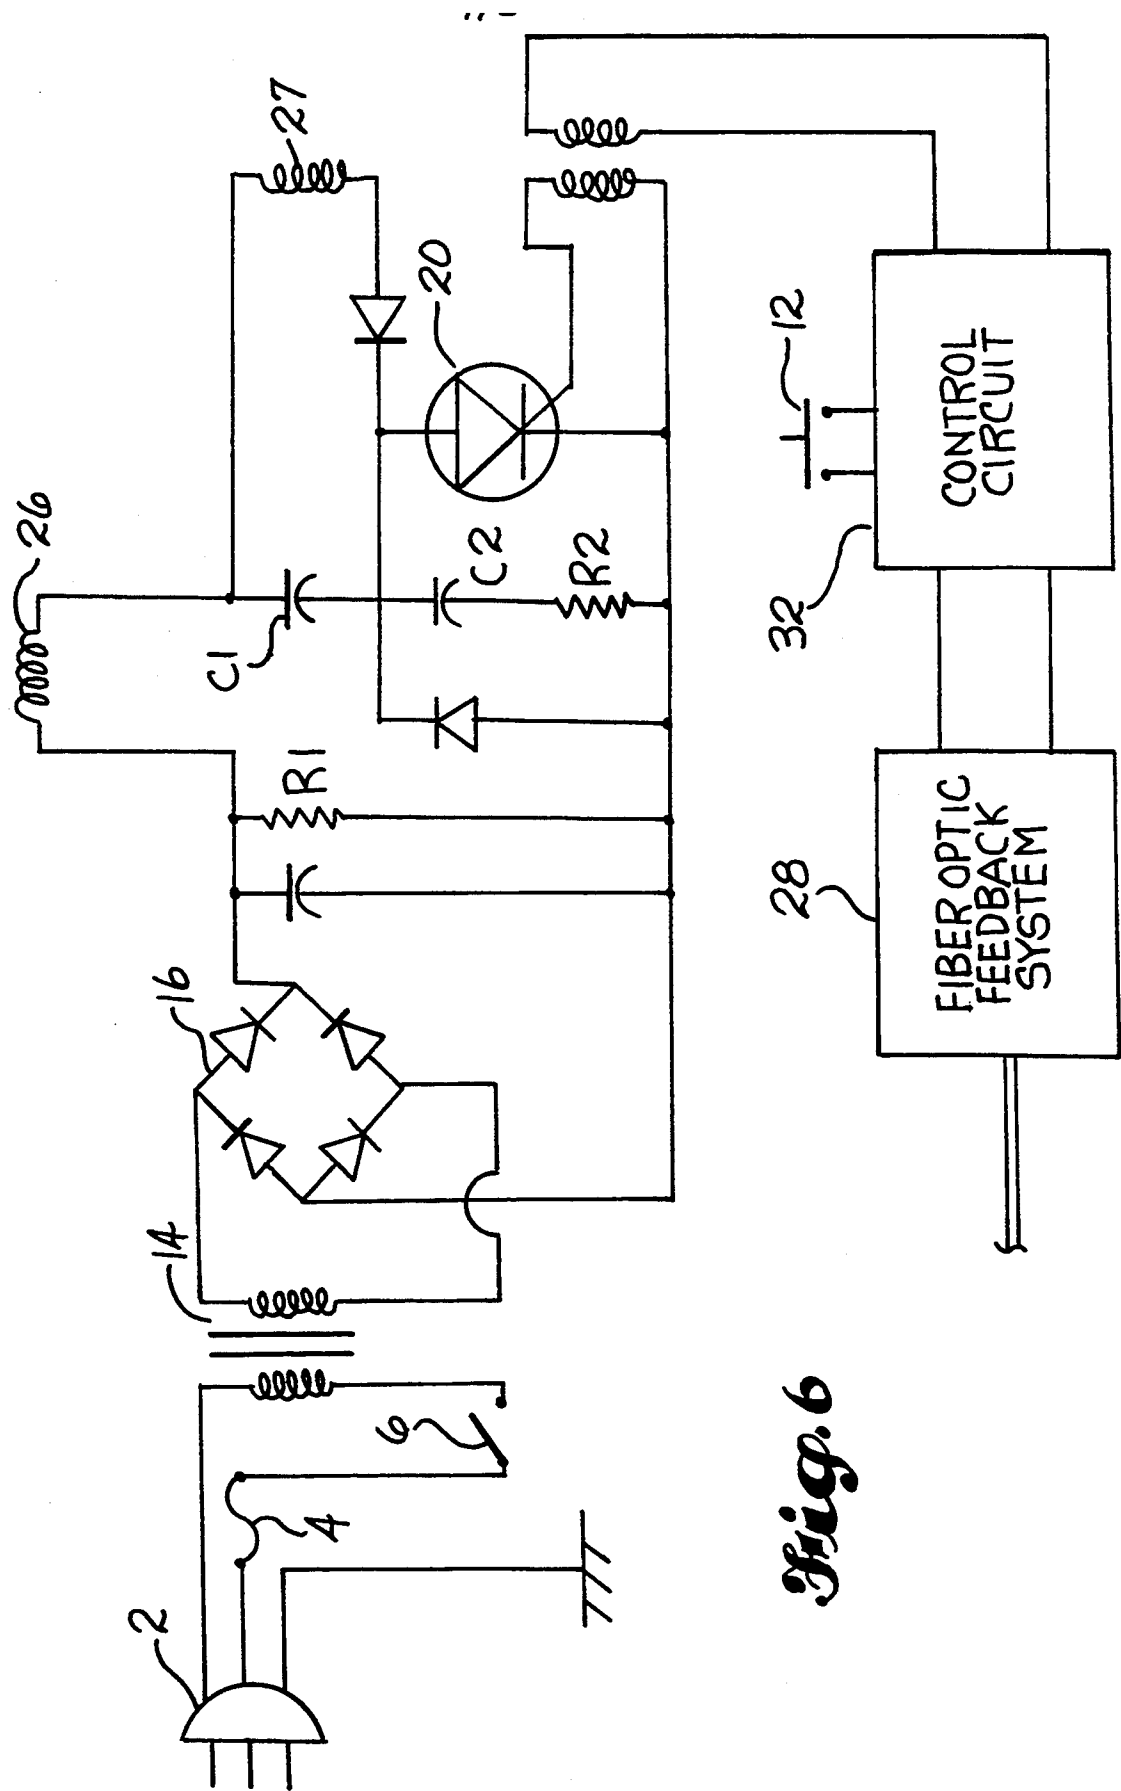 2
4
6
14
16
26
C1
27
R1
C2
R2
20
28
FIBER OPTIC
FEEDBACK
SYSTEM
32
12
CONTROL
CIRCUIT
Fig. 6